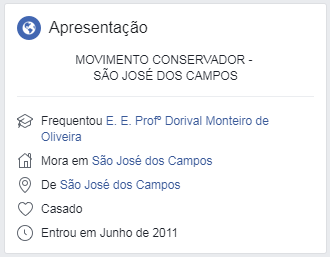 Apresentação
MOVIMENTO CONSERVADOR -
SÃO JOSÉ DOS CAMPOS
Frequentou E. E. Profº Dorival Monteiro de
Oliveira
Mora em São José dos Campos
De São José dos Campos
Casado
Entrou em Junho de 2011